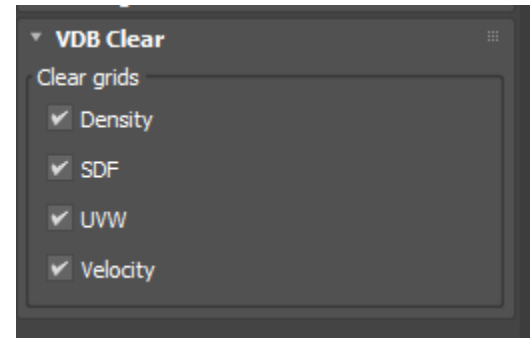 VDB Clear
Clear grids
Density
SDF
UVW
Velocity